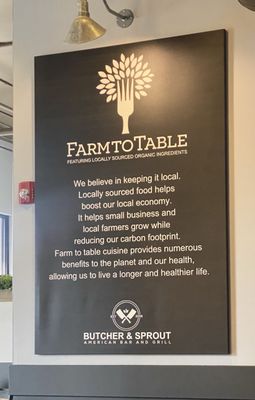 FARM TO TABLE
FEATURING LOCALLY SOURCED ORGANIC INGREDIENTS
We believe in keeping it local.
Locally sourced food helps
boost our local economy.
It helps small business and
local farmers grow while
reducing our carbon footprint.
Farm to table cuisine provides numerous
benefits to the planet and our health,
allowing us to live a longer and healthier life.
BUTCHER & SPROUT
AMERICAN BAR AND GRILL